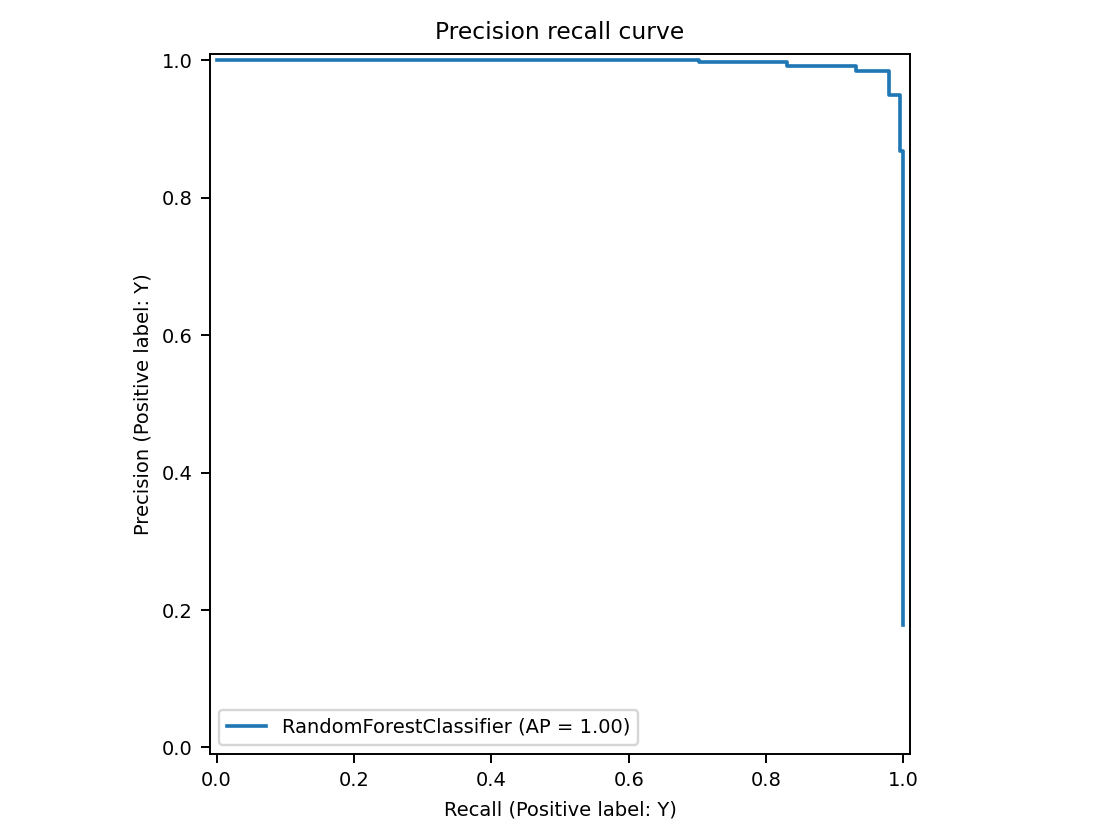 Precision recall curve
1.0
0.8
0.6
0.4
0.2
0.0
Precision (Positive label: Y)
RandomForestClassifier (AP = 1.00)
0.0 0.2 0.4 0.6 0.8 1.0
Recall (Positive label: Y)